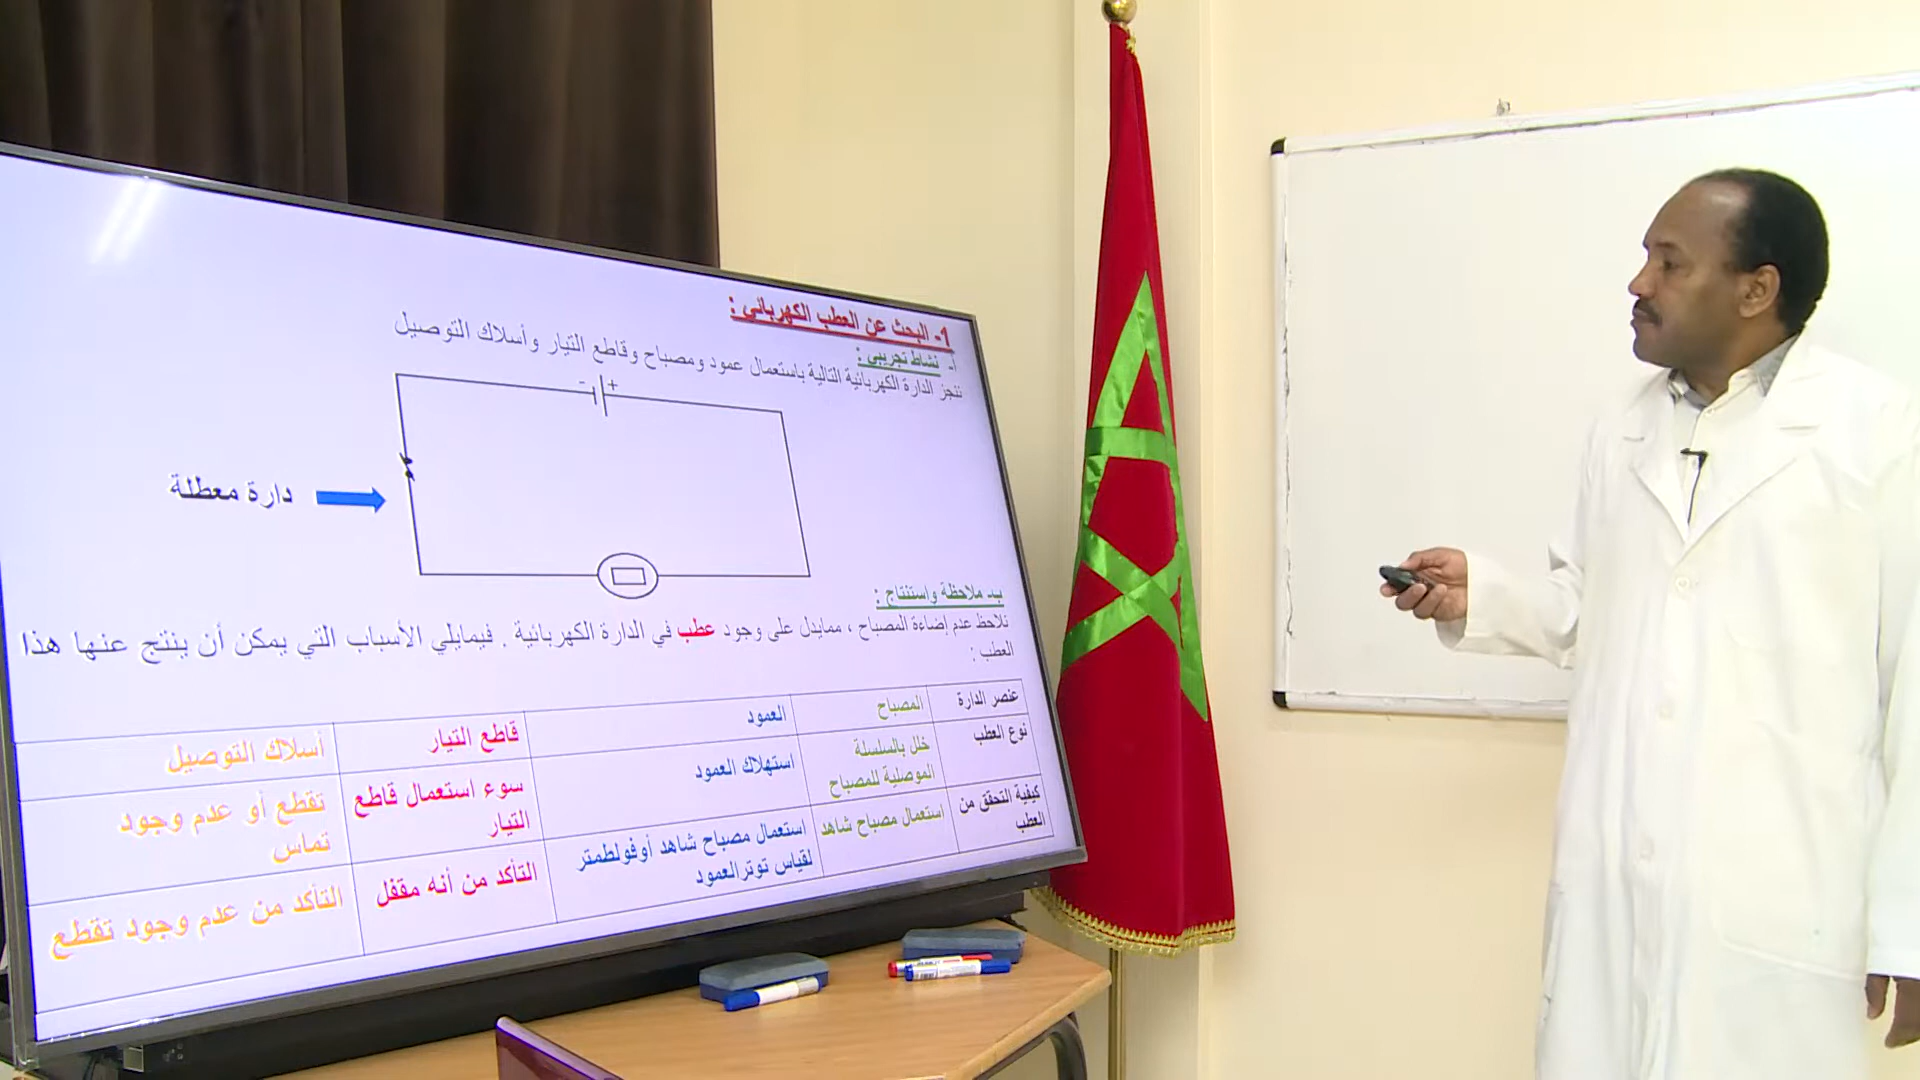 1- البحث عن العطب الكهربائي :
أ- نشاط تجريبي :
ننجز الدارة الكهربائية التالية باستعمال عمود ومصباح وقاطع التيار وأسلاك التوصيل
- +
دارة معطلة
ب- ملاحظة واستنتاج :
نلاحظ عدم إضاءة المصباح ، ممايدل على وجود عطب في الدارة الكهربائية . فيمايلي الأسباب التي يمكن أن ينتج عنها هذا
العطب :
عنصر الدارة المصباح العمود قاطع التيار أسلاك التوصيل
نوع العطب خلل بالسلسلة الموصلية للمصباح استهلاك العمود سوء استعمال قاطع التيار تقطع أو عدم وجود تماس
كيفية التحقق من العطب استعمال مصباح شاهد استعمال مصباح شاهد أوفولطمتر لقياس توترالعمود التأكد من أنه مقفل التأكد من عدم وجود تقطع